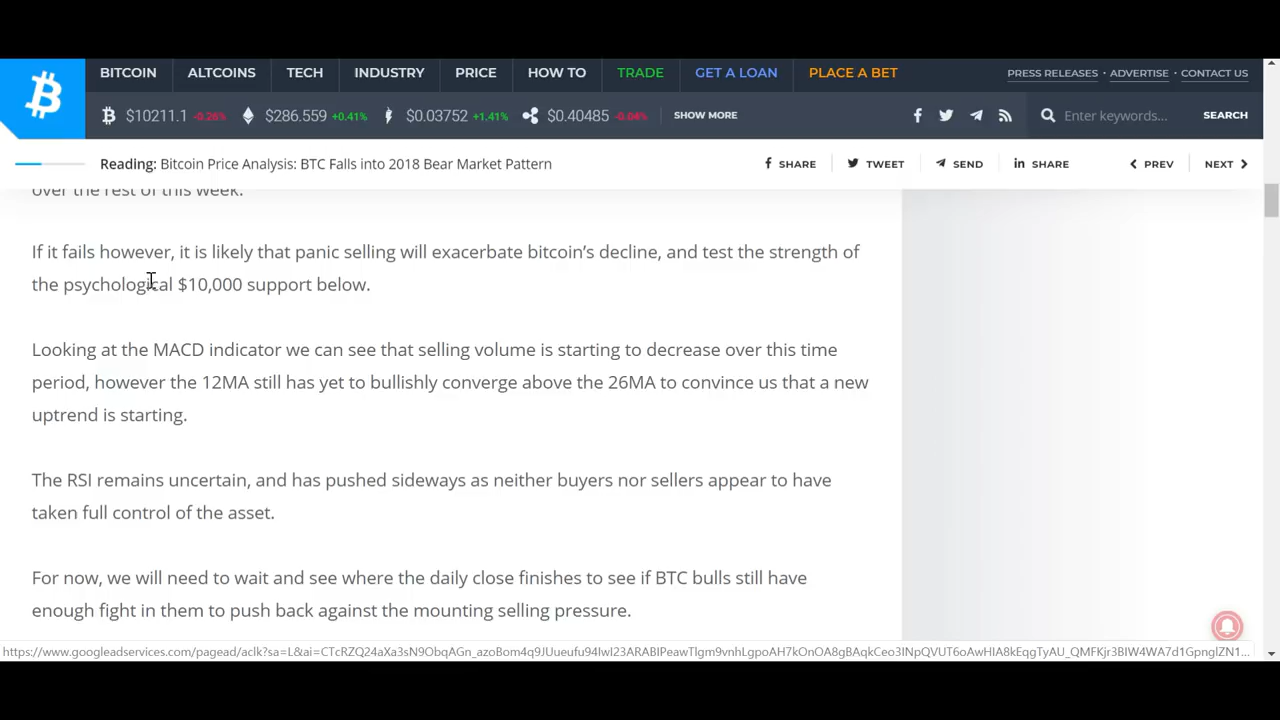 BITCOIN ALTCOINS TECH INDUSTRY PRICE HOW TO TRADE GET A LOAN PLACE A BET PRESS RELEASES · ADVERTISE · CONTACT US
$10211.1 -0.26% $286.559 +0.41% $0.03752 +1.41% $0.40485 -0.04% SHOW MORE Enter keywords... SEARCH
Reading: Bitcoin Price Analysis: BTC Falls into 2018 Bear Market Pattern SHARE TWEET SEND SHARE PREV NEXT
over the rest of this week.
If it fails however, it is likely that panic selling will exacerbate bitcoin's decline, and test the strength of
the psychological $10,000 support below.
Looking at the MACD indicator we can see that selling volume is starting to decrease over this time
period, however the 12MA still has yet to bullishly converge above the 26MA to convince us that a new
uptrend is starting.
The RSI remains uncertain, and has pushed sideways as neither buyers nor sellers appear to have
taken full control of the asset.
For now, we will need to wait and see where the daily close finishes to see if BTC bulls still have
enough fight in them to push back against the mounting selling pressure.